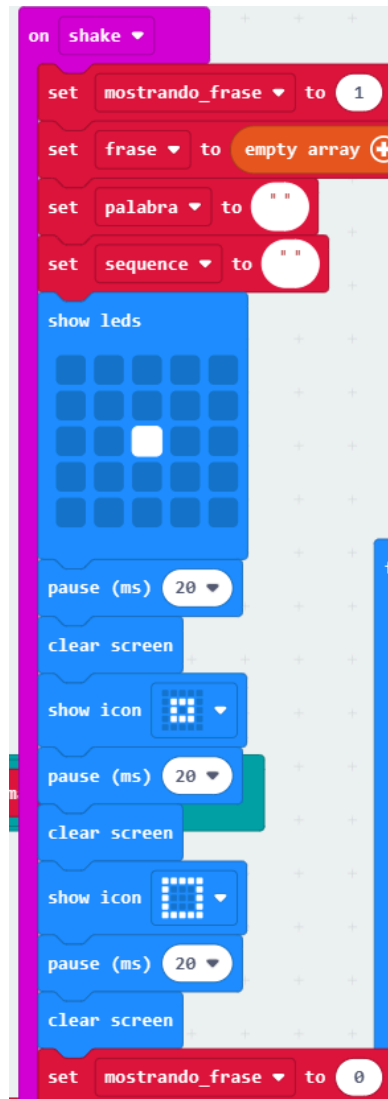 on shake
set mostrando_frase to 1
set frase to empty array
set palabra to " "
set sequence to " "
show leds
pause (ms) 20
clear screen
show icon
pause (ms) 20
clear screen
show icon
pause (ms) 20
clear screen
set mostrando_frase to 0